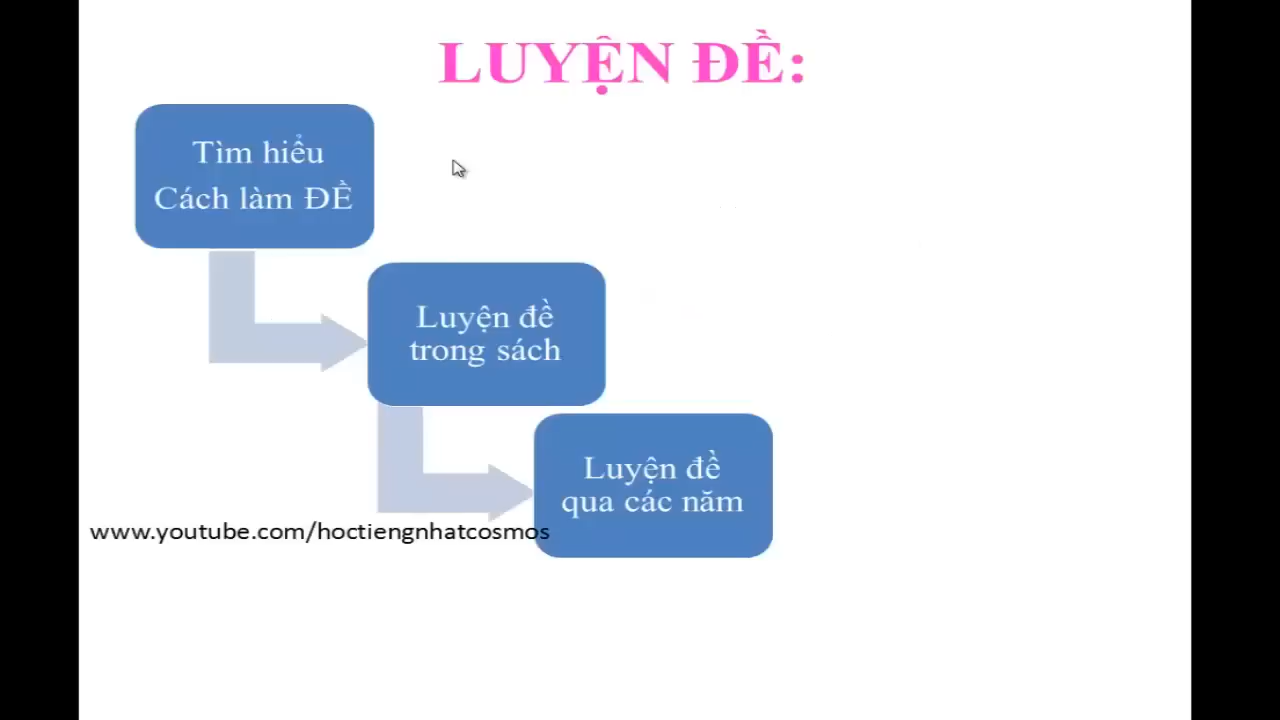 LUYỆN ĐỀ:
Tìm hiểu
Cách làm ĐỀ
Luyện đề
trong sách
Luyện đề
qua các năm
www.youtube.com/hoctiengnhatcosmos